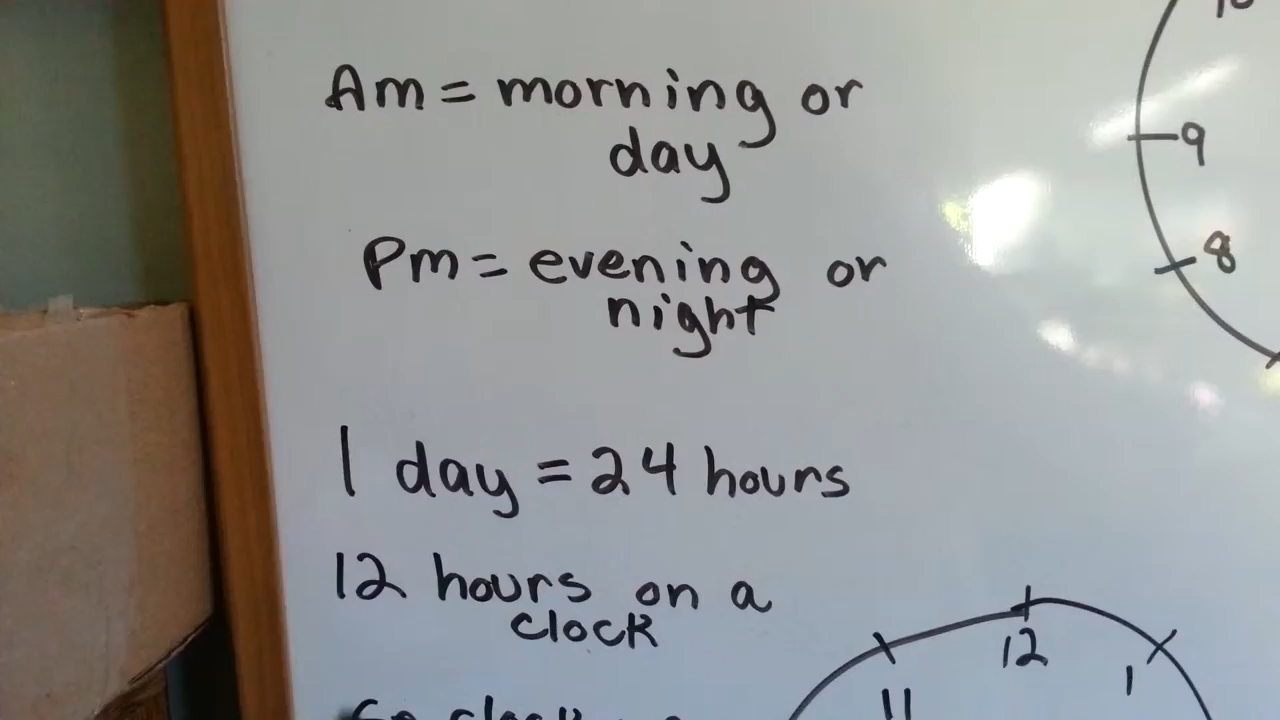 Am = morning or
day
Pm = evening or
night
1 day = 24 hours
12 hours on a
clock
9
8
12
1
11